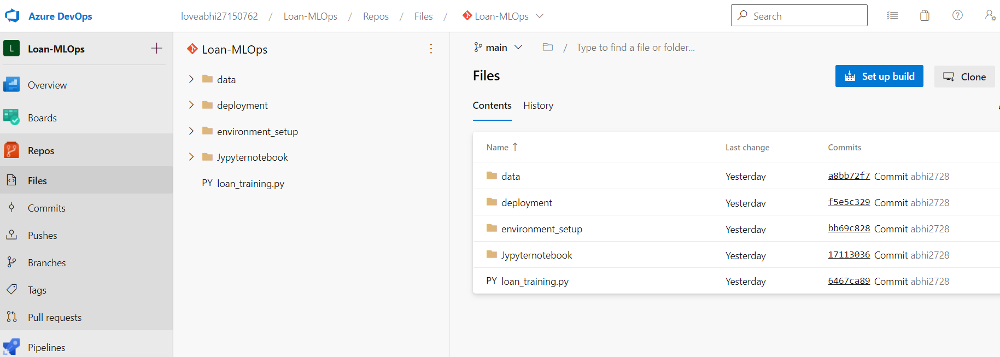 Azure DevOps
loveabhi27150762 / Loan-MLOps / Repos / Files / Loan-MLOps
Search
L Loan-MLOps
Overview
Boards
Repos
Files
Commits
Pushes
Branches
Tags
Pull requests
Pipelines
Loan-MLOps
data
deployment
environment_setup
Jypyternotebook
PY loan_training.py
main / Type to find a file or folder...
Files
Set up build
Clone
Contents History
Name ↑ Last change Commits
data Yesterday a8bb72f7 Commit abhi2728
deployment Yesterday f5e5c329 Commit abhi2728
environment_setup Yesterday bb69c828 Commit abhi2728
Jypyternotebook Yesterday 17113036 Commit abhi2728
PY loan_training.py Yesterday 6467ca89 Commit abhi2728